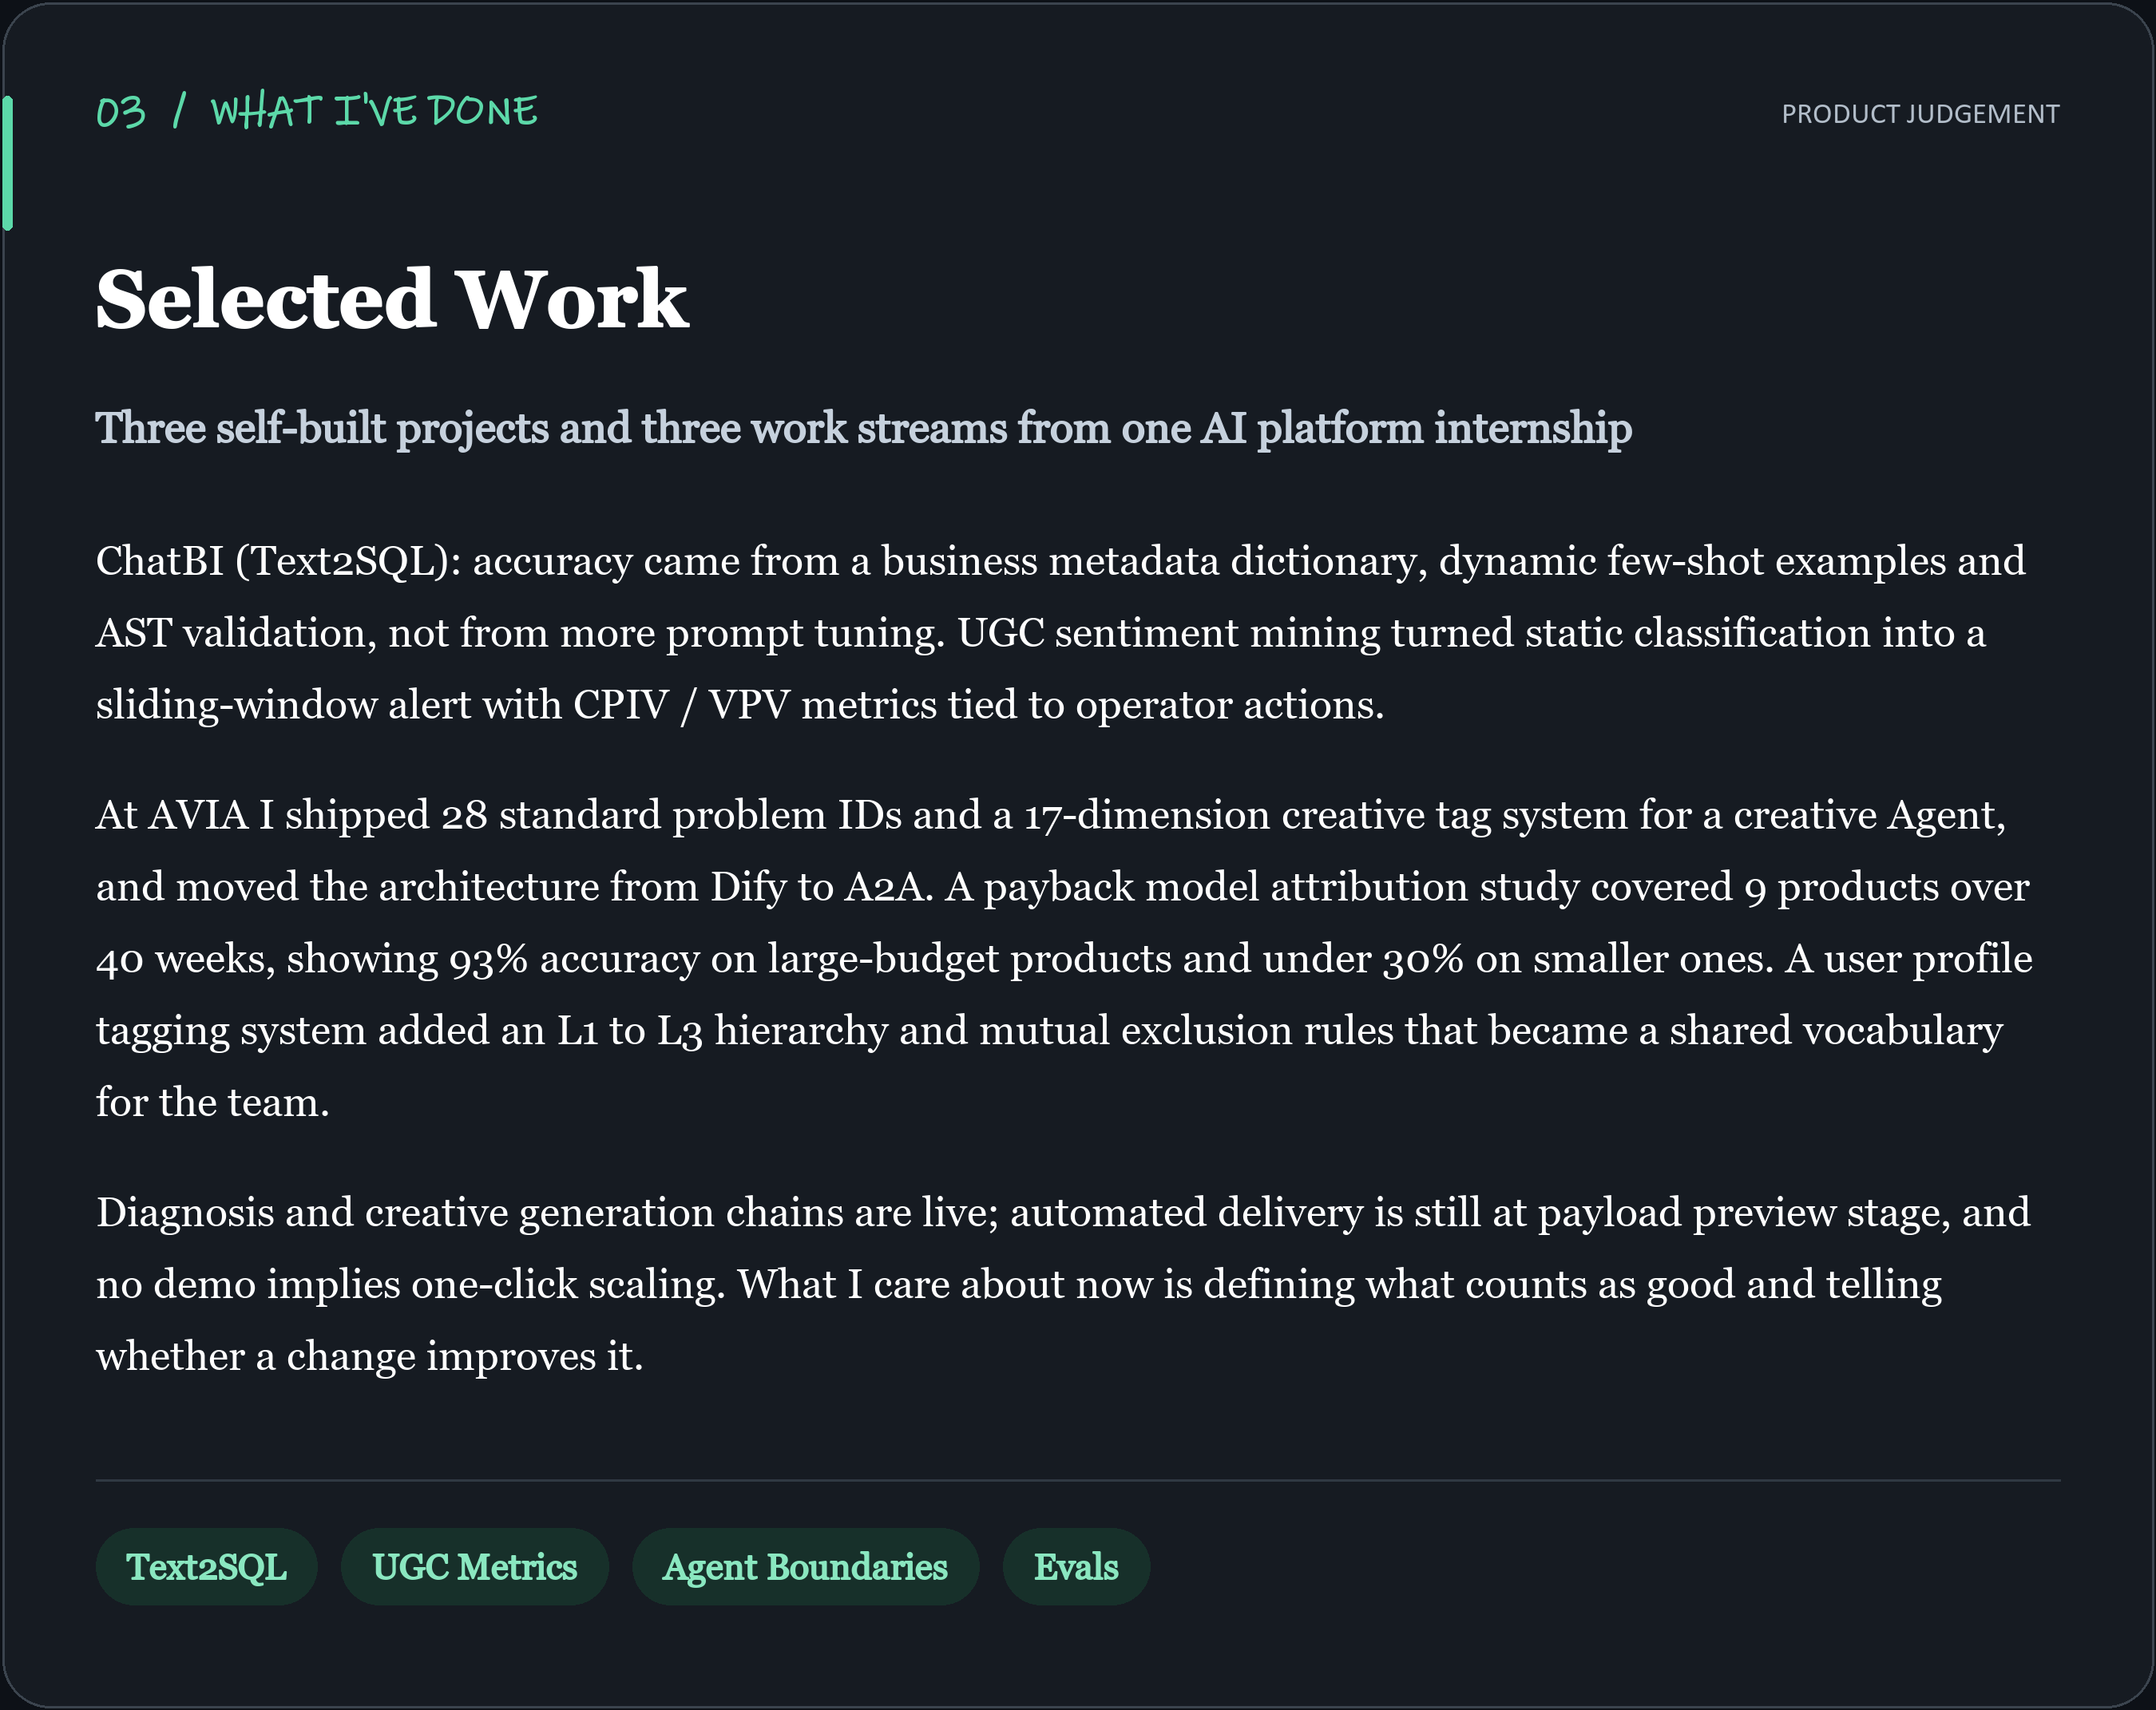 03 / WHAT I'VE DONE
PRODUCT JUDGEMENT
Selected Work
Three self-built projects and three work streams from one AI platform internship
ChatBI (Text2SQL): accuracy came from a business metadata dictionary, dynamic few-shot examples and
AST validation, not from more prompt tuning. UGC sentiment mining turned static classification into a
sliding-window alert with CPIV / VPV metrics tied to operator actions.
At AVIA I shipped 28 standard problem IDs and a 17-dimension creative tag system for a creative Agent,
and moved the architecture from Dify to A2A. A payback model attribution study covered 9 products over
40 weeks, showing 93% accuracy on large-budget products and under 30% on smaller ones. A user profile
tagging system added an L1 to L3 hierarchy and mutual exclusion rules that became a shared vocabulary
for the team.
Diagnosis and creative generation chains are live; automated delivery is still at payload preview stage, and
no demo implies one-click scaling. What I care about now is defining what counts as good and telling
whether a change improves it.
Text2SQL
UGC Metrics
Agent Boundaries
Evals